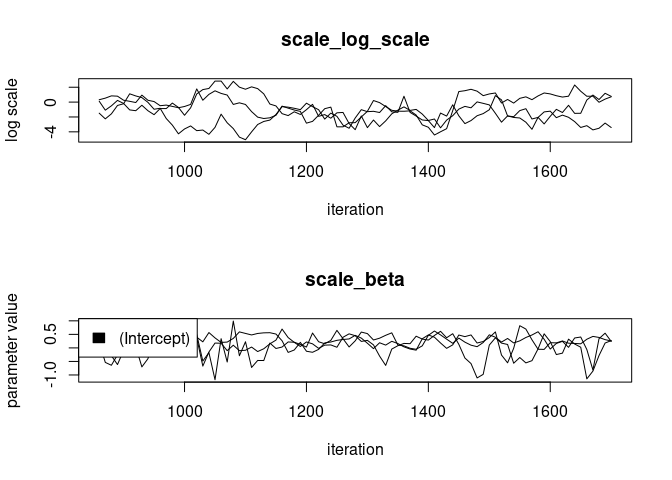 scale_log_scale
log scale
0
-4
1000 1200 1400 1600
iteration
scale_beta
parameter value
0.5
-1.0
(Intercept)
1000 1200 1400 1600
iteration